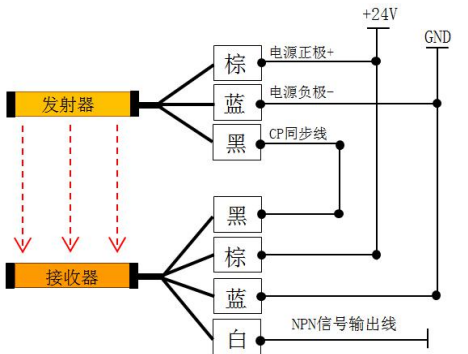 +24V
GND
棕
电源正极+
蓝
电源负极-
发射器
黑
CP同步线
黑
棕
接收器
蓝
白
NPN信号输出线